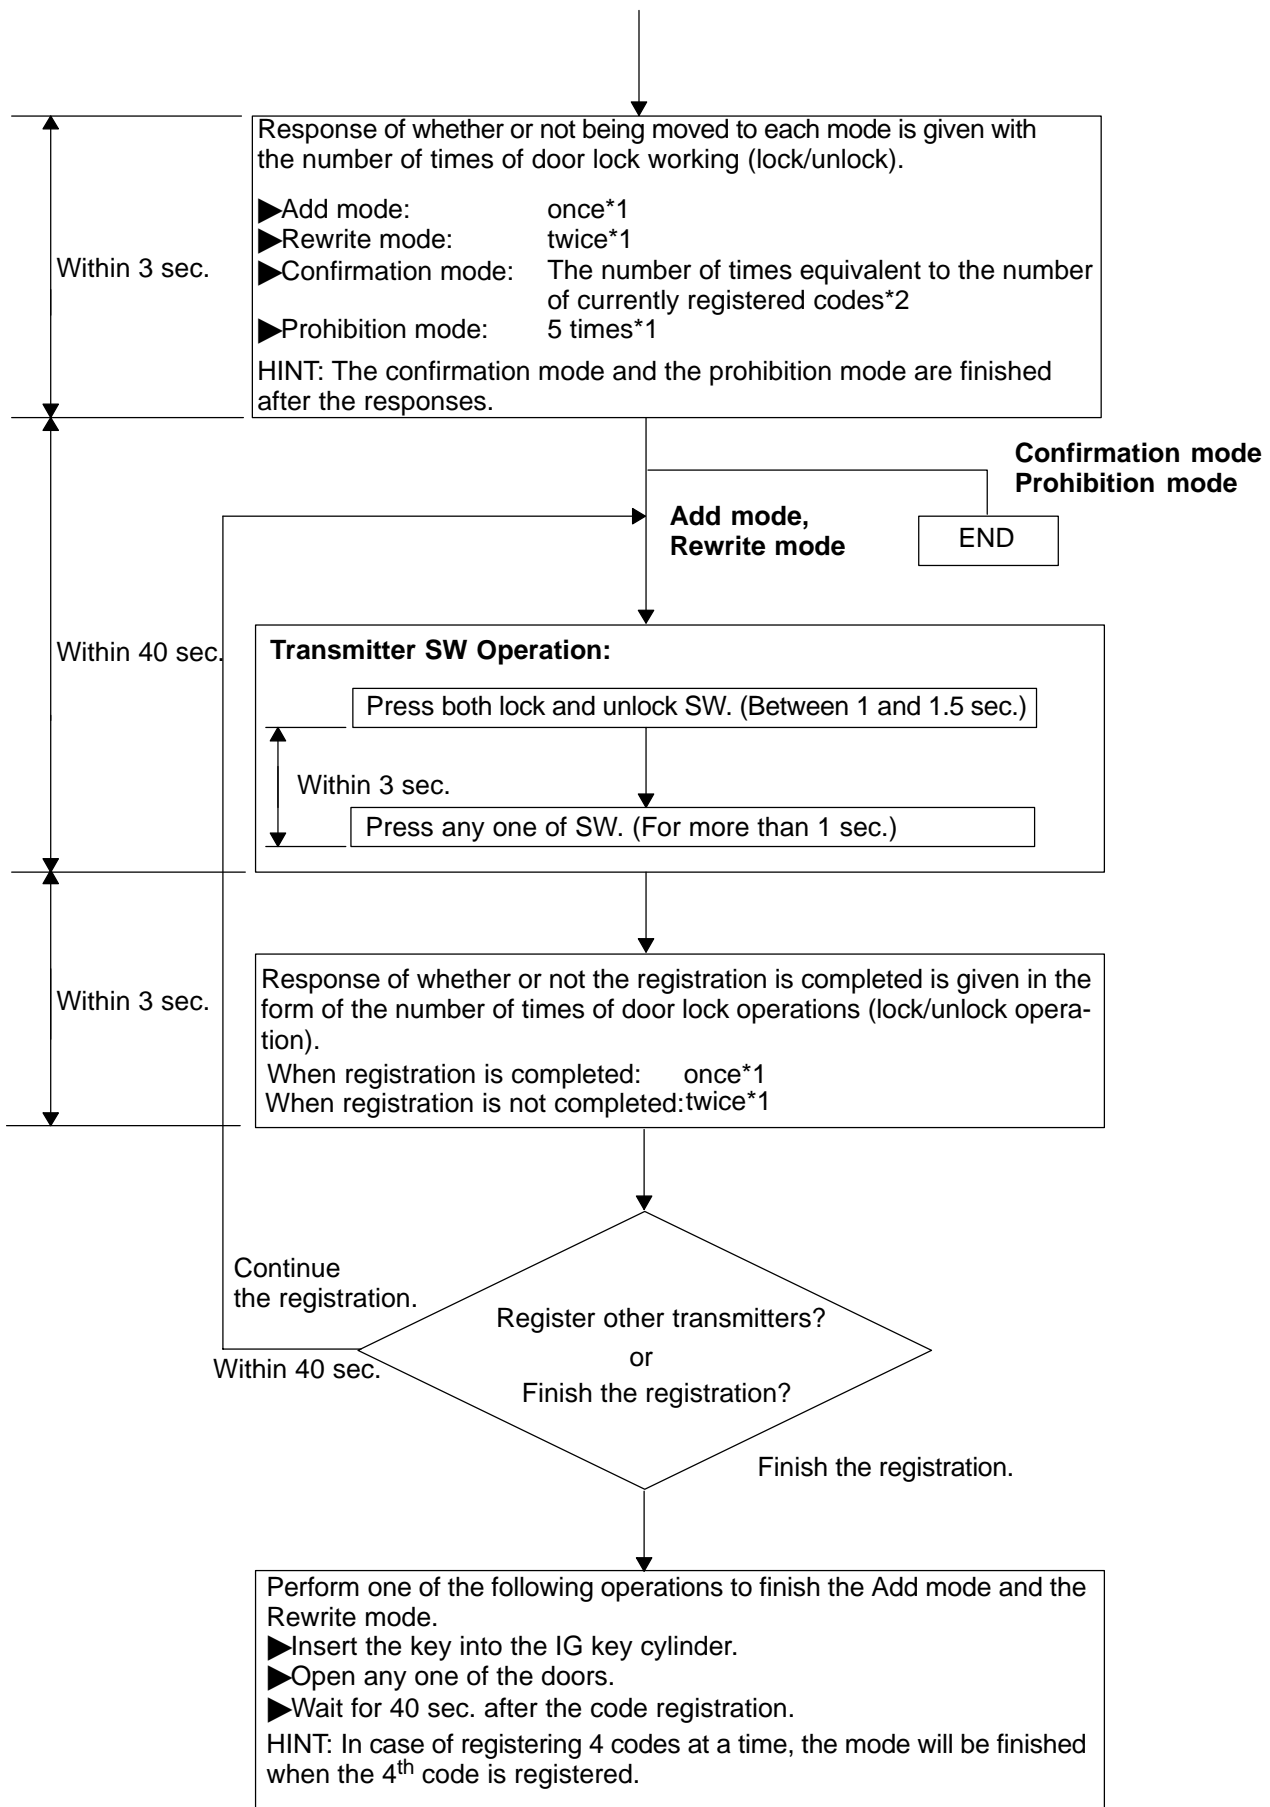 Response of whether or not being moved to each mode is given with
the number of times of door lock working (lock/unlock).
▶Add mode: once*1
▶Rewrite mode: twice*1
Within 3 sec.
▶Confirmation mode: The number of times equivalent to the number
of currently registered codes*2
▶Prohibition mode: 5 times*1
HINT: The confirmation mode and the prohibition mode are finished
after the responses.
Confirmation mode
Prohibition mode
Add mode,
Rewrite mode
END
Within 40 sec.
Transmitter SW Operation:
Press both lock and unlock SW. (Between 1 and 1.5 sec.)
Within 3 sec.
Press any one of SW. (For more than 1 sec.)
Within 3 sec.
Response of whether or not the registration is completed is given in the
form of the number of times of door lock operations (lock/unlock opera-
tion).
When registration is completed: once*1
When registration is not completed: twice*1
Continue
the registration.
Within 40 sec.
Register other transmitters?
or
Finish the registration?
Finish the registration.
Perform one of the following operations to finish the Add mode and the
Rewrite mode.
▶Insert the key into the IG key cylinder.
▶Open any one of the doors.
▶Wait for 40 sec. after the code registration.
HINT: In case of registering 4 codes at a time, the mode will be finished
when the 4th code is registered.